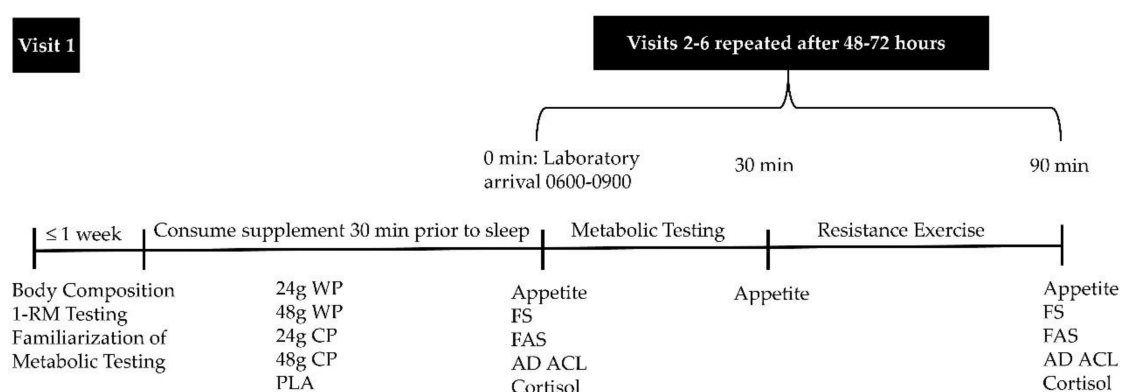 Visit 1
Visits 2-6 repeated after 48-72 hours
0 min: Laboratory
arrival 0600-0900
30 min
90 min
≤ 1 week
Consume supplement 30 min prior to sleep
Metabolic Testing
Resistance Exercise
Body Composition
1-RM Testing
Familiarization of
Metabolic Testing
24g WP
48g WP
24g CP
48g CP
PLA
Appetite
FS
FAS
AD ACL
Cortisol
Appetite
Appetite
FS
FAS
AD ACL
Cortisol